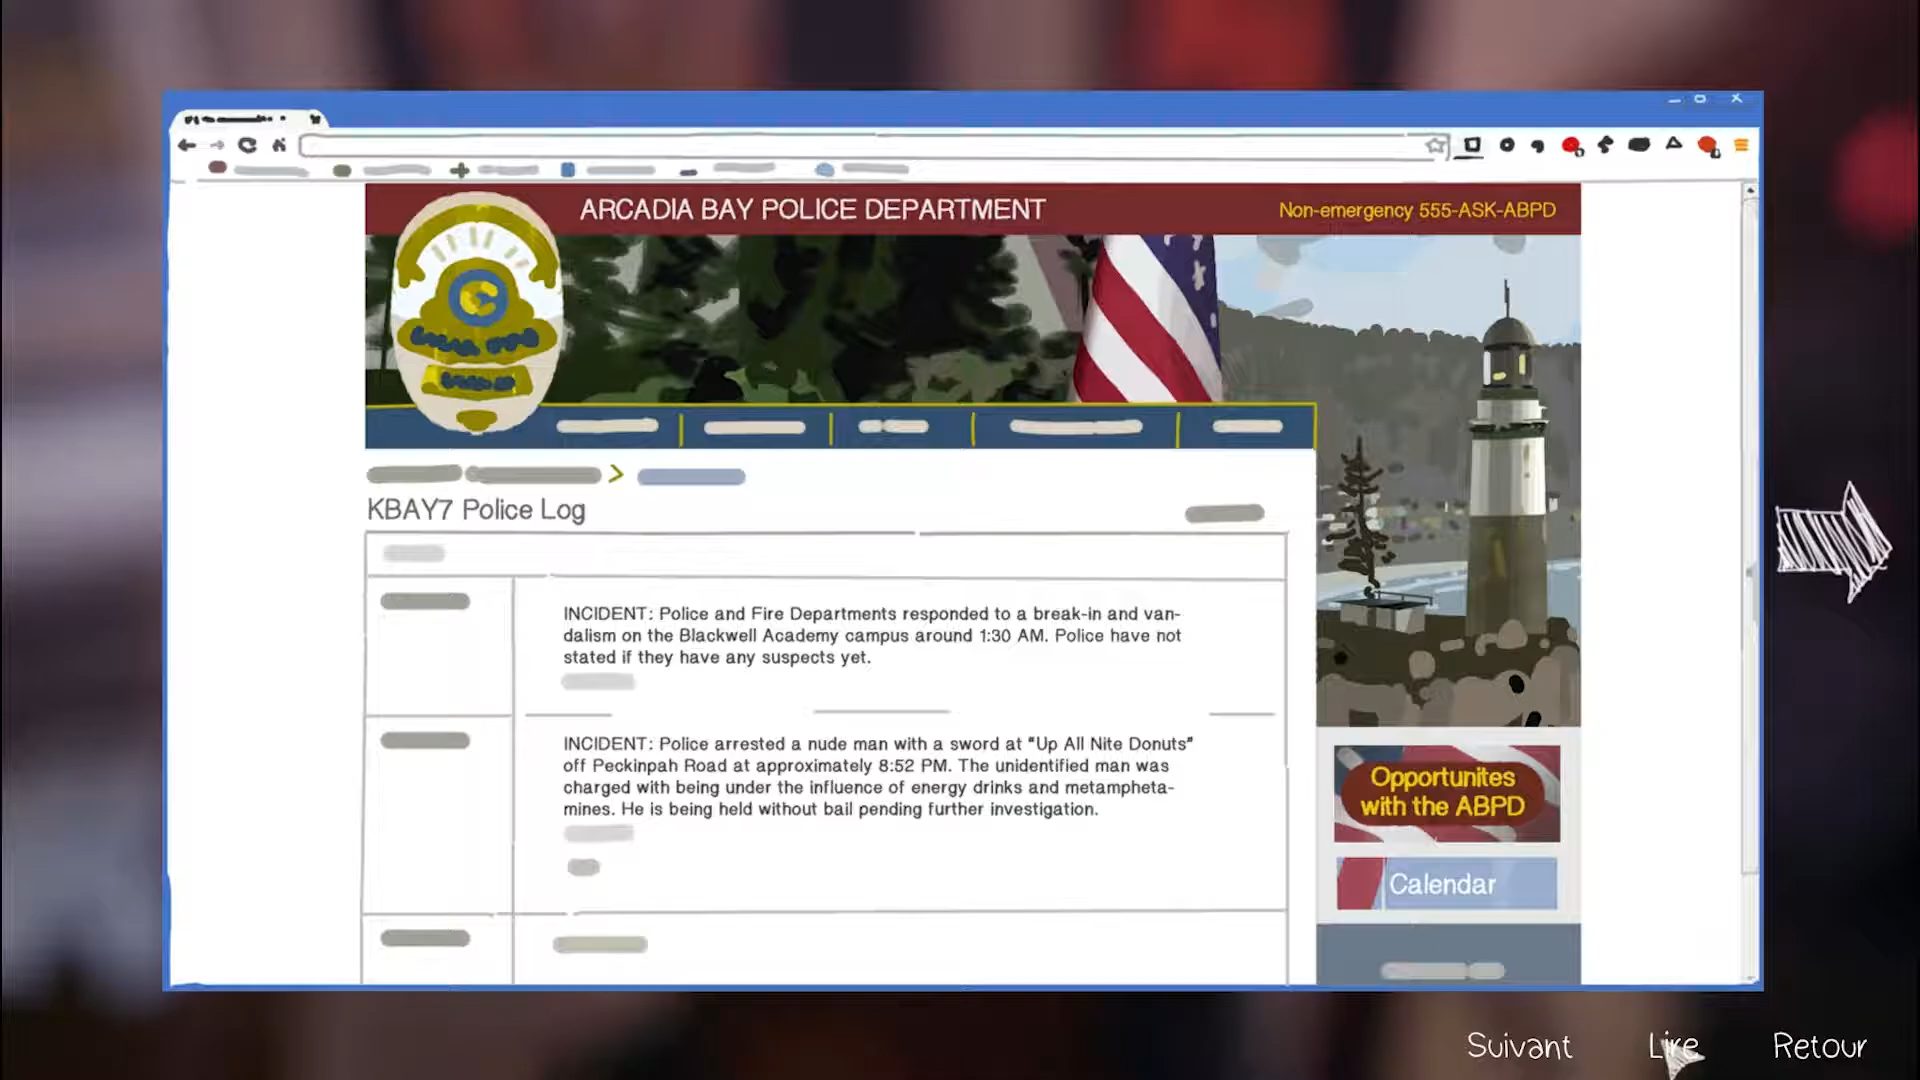 ARCADIA BAY POLICE DEPARTMENT
Non-emergency 555-ASK-ABPD
KBAY7 Police Log
INCIDENT: Police and Fire Departments responded to a break-in and van-
dalism on the Blackwell Academy campus around 1:30 AM. Police have not
stated if they have any suspects yet.
INCIDENT: Police arrested a nude man with a sword at "Up All Nite Donuts"
off Peckinpah Road at approximately 8:52 PM. The unidentified man was
charged with being under the influence of energy drinks and metampheta-
mines. He is being held without bail pending further investigation.
Opportunites
with the ABPD
Calendar
Suivant
Lire
Retour